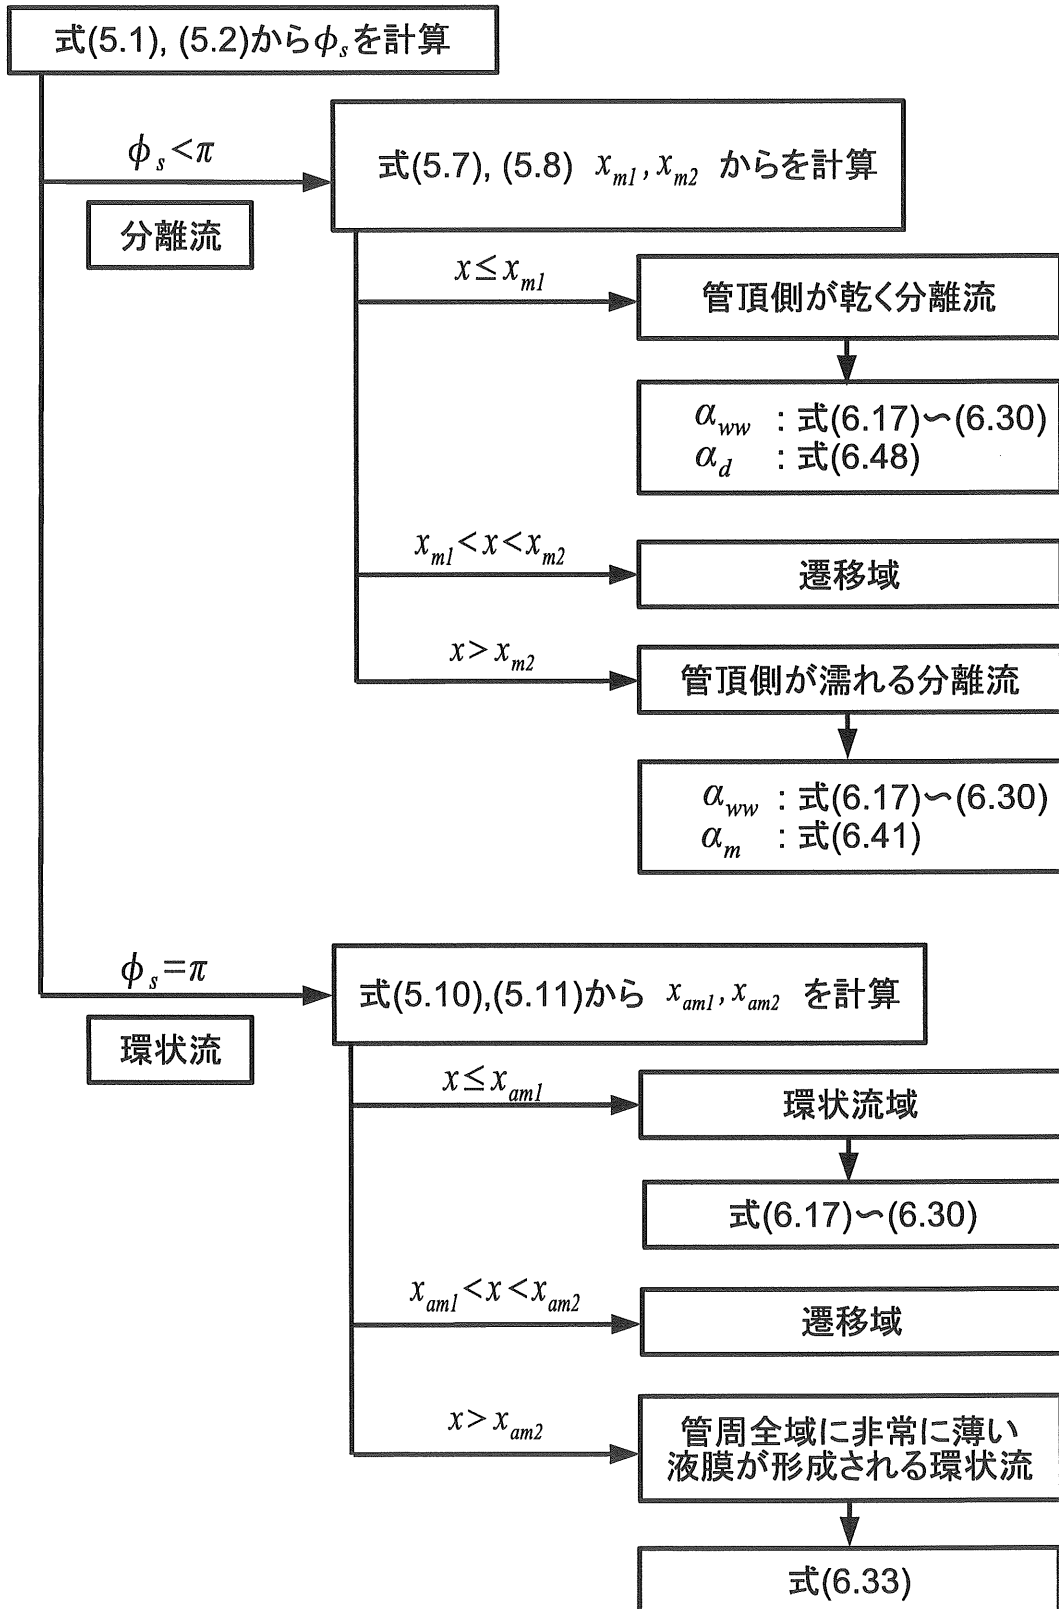 式(5.1), (5.2)からϕsを計算
ϕs<π
分離流
式(5.7), (5.8) xm1, xm2 からを計算
x≤xm1
管頂側が乾く分離流
αww : 式(6.17)〜(6.30)
αd : 式(6.48)
xm1<x<xm2
遷移域
x>xm2
管頂側が濡れる分離流
αww : 式(6.17)〜(6.30)
αm : 式(6.41)
ϕs=π
環状流
式(5.10),(5.11)から xam1, xam2 を計算
x≤xam1
環状流域
式(6.17)〜(6.30)
xam1<x<xam2
遷移域
x>xam2
管周全域に非常に薄い
液膜が形成される環状流
式(6.33)